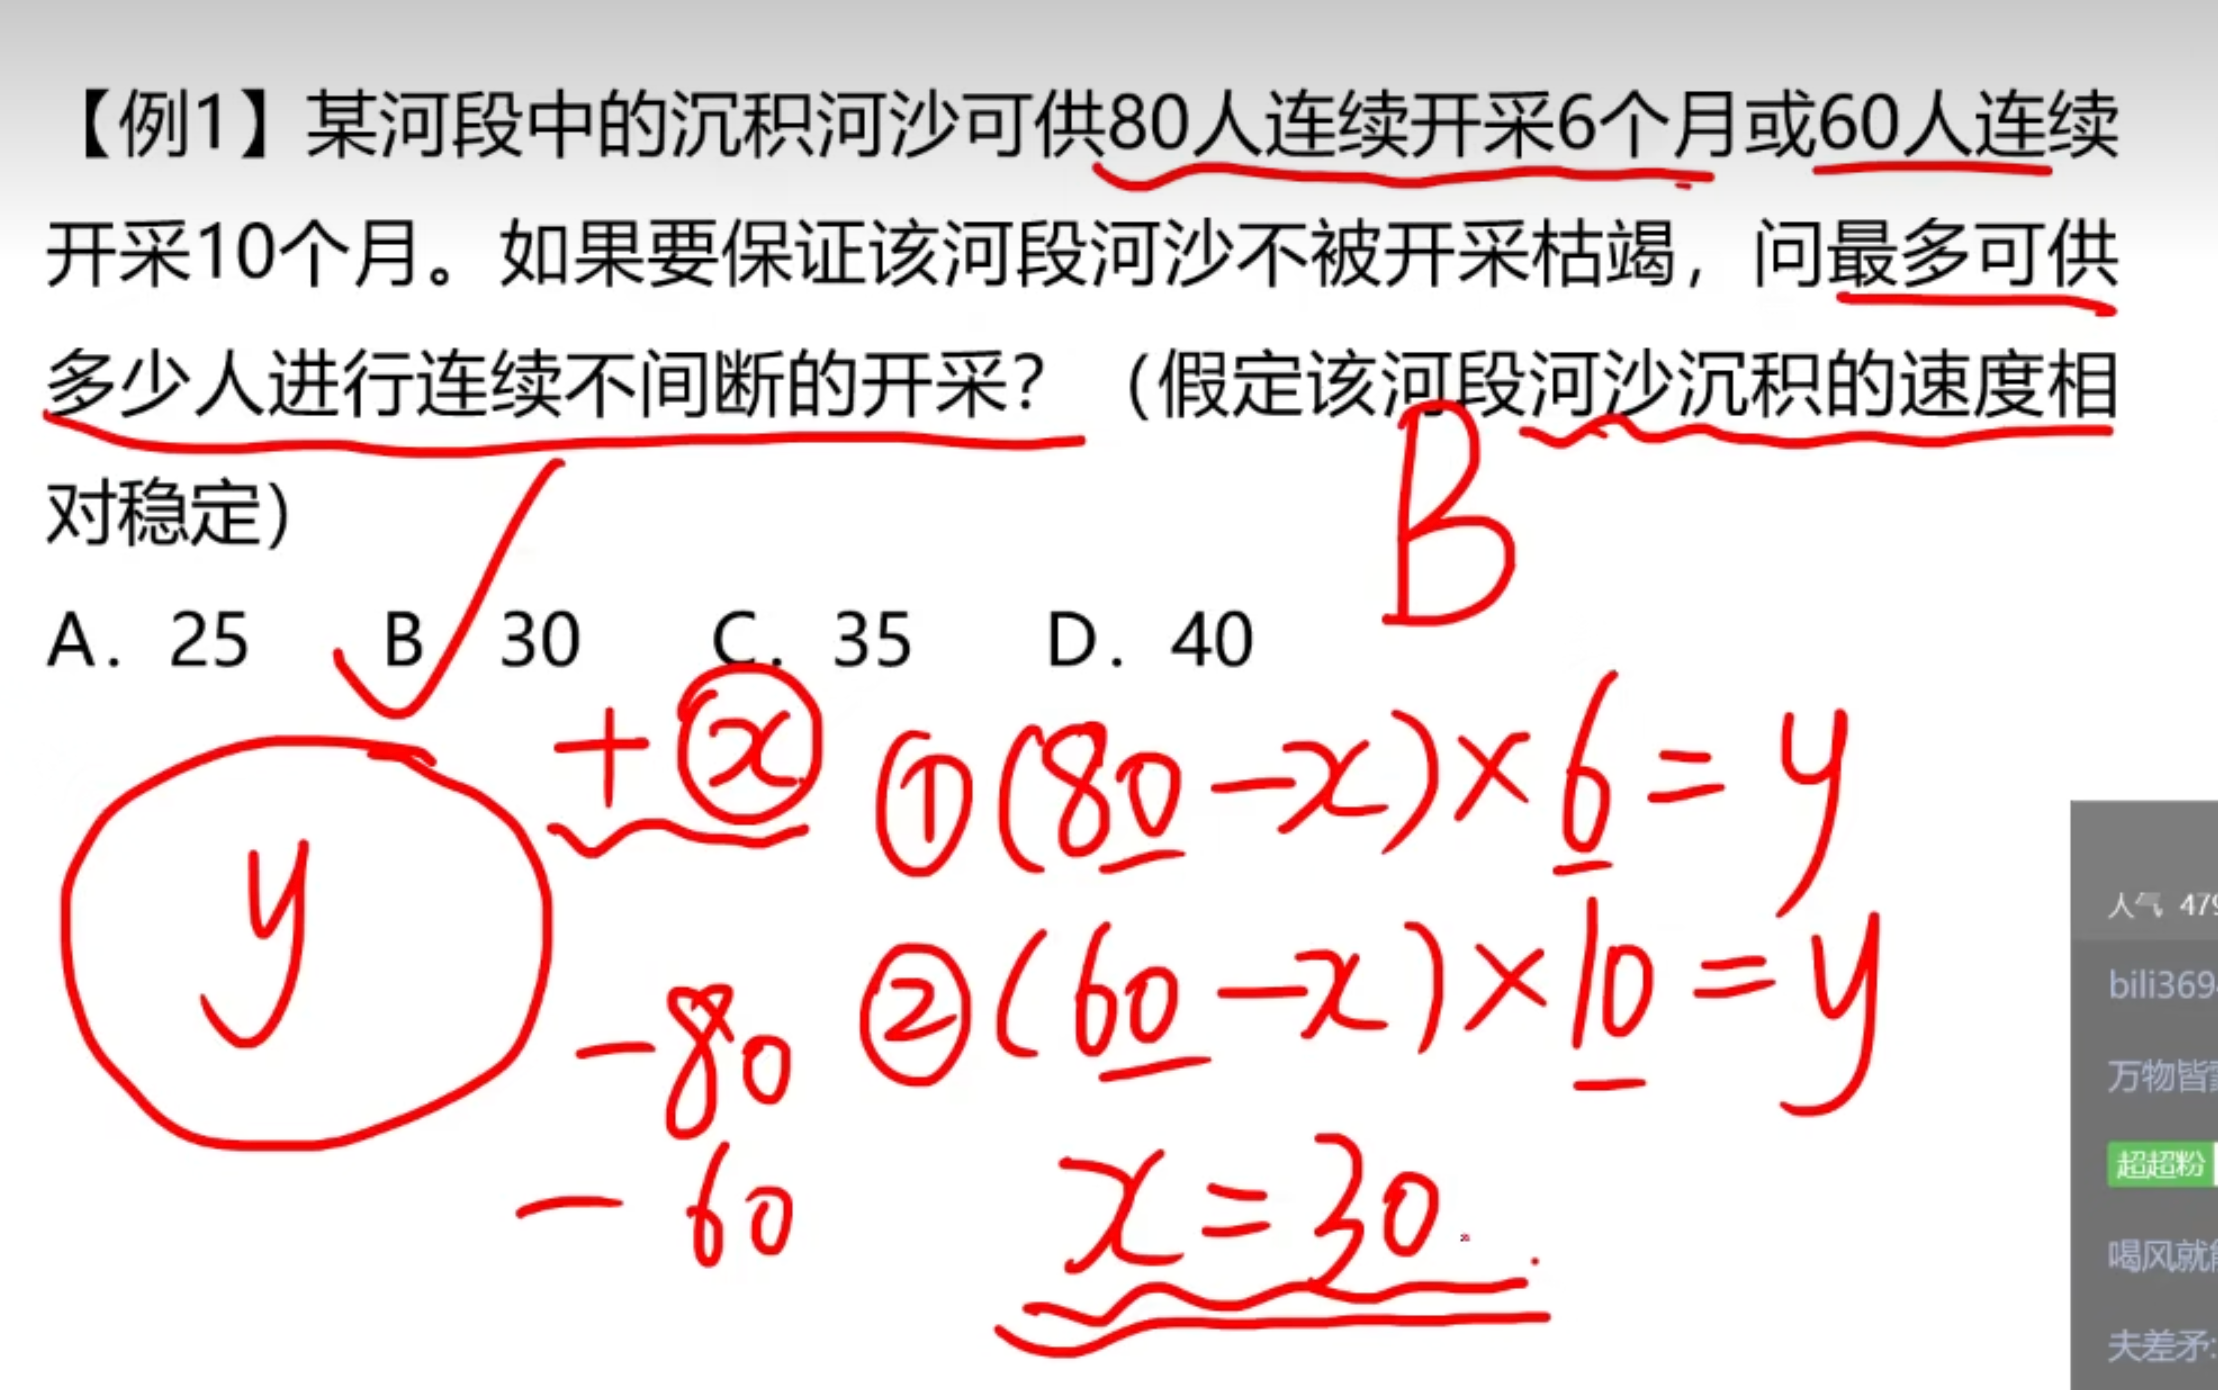 【例1】某河段中的沉积河沙可供80人连续开采6个月或60人连续
开采10个月。如果要保证该河段河沙不被开采枯竭，问最多可供
多少人进行连续不间断的开采？（假定该河段河沙沉积的速度相
对稳定）
B
A. 25 B 30 C. 35 D. 40
y
+x
①(80-x)×6=y
②(60-x)×10=y
-80
-60
x=30.
人气 479
bili369
万物皆
超超粉
喝风就
夫差矛: